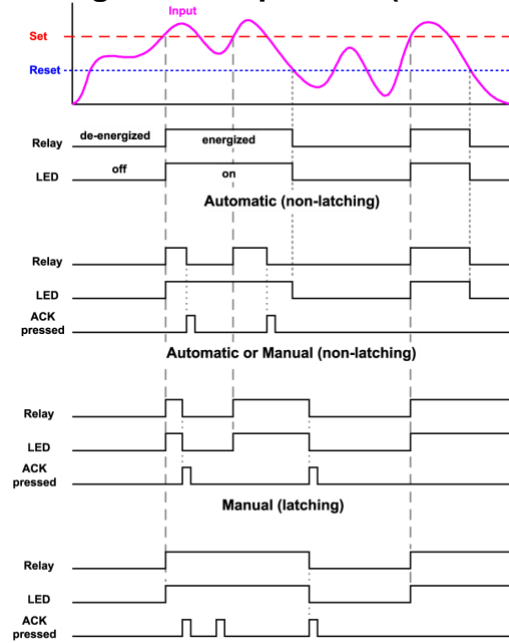 Input
Set
Reset
Relay de-energized energized
LED off on
Automatic (non-latching)
Relay
LED
ACK
pressed
Automatic or Manual (non-latching)
Relay
LED
ACK
pressed
Manual (latching)
Relay
LED
ACK
pressed